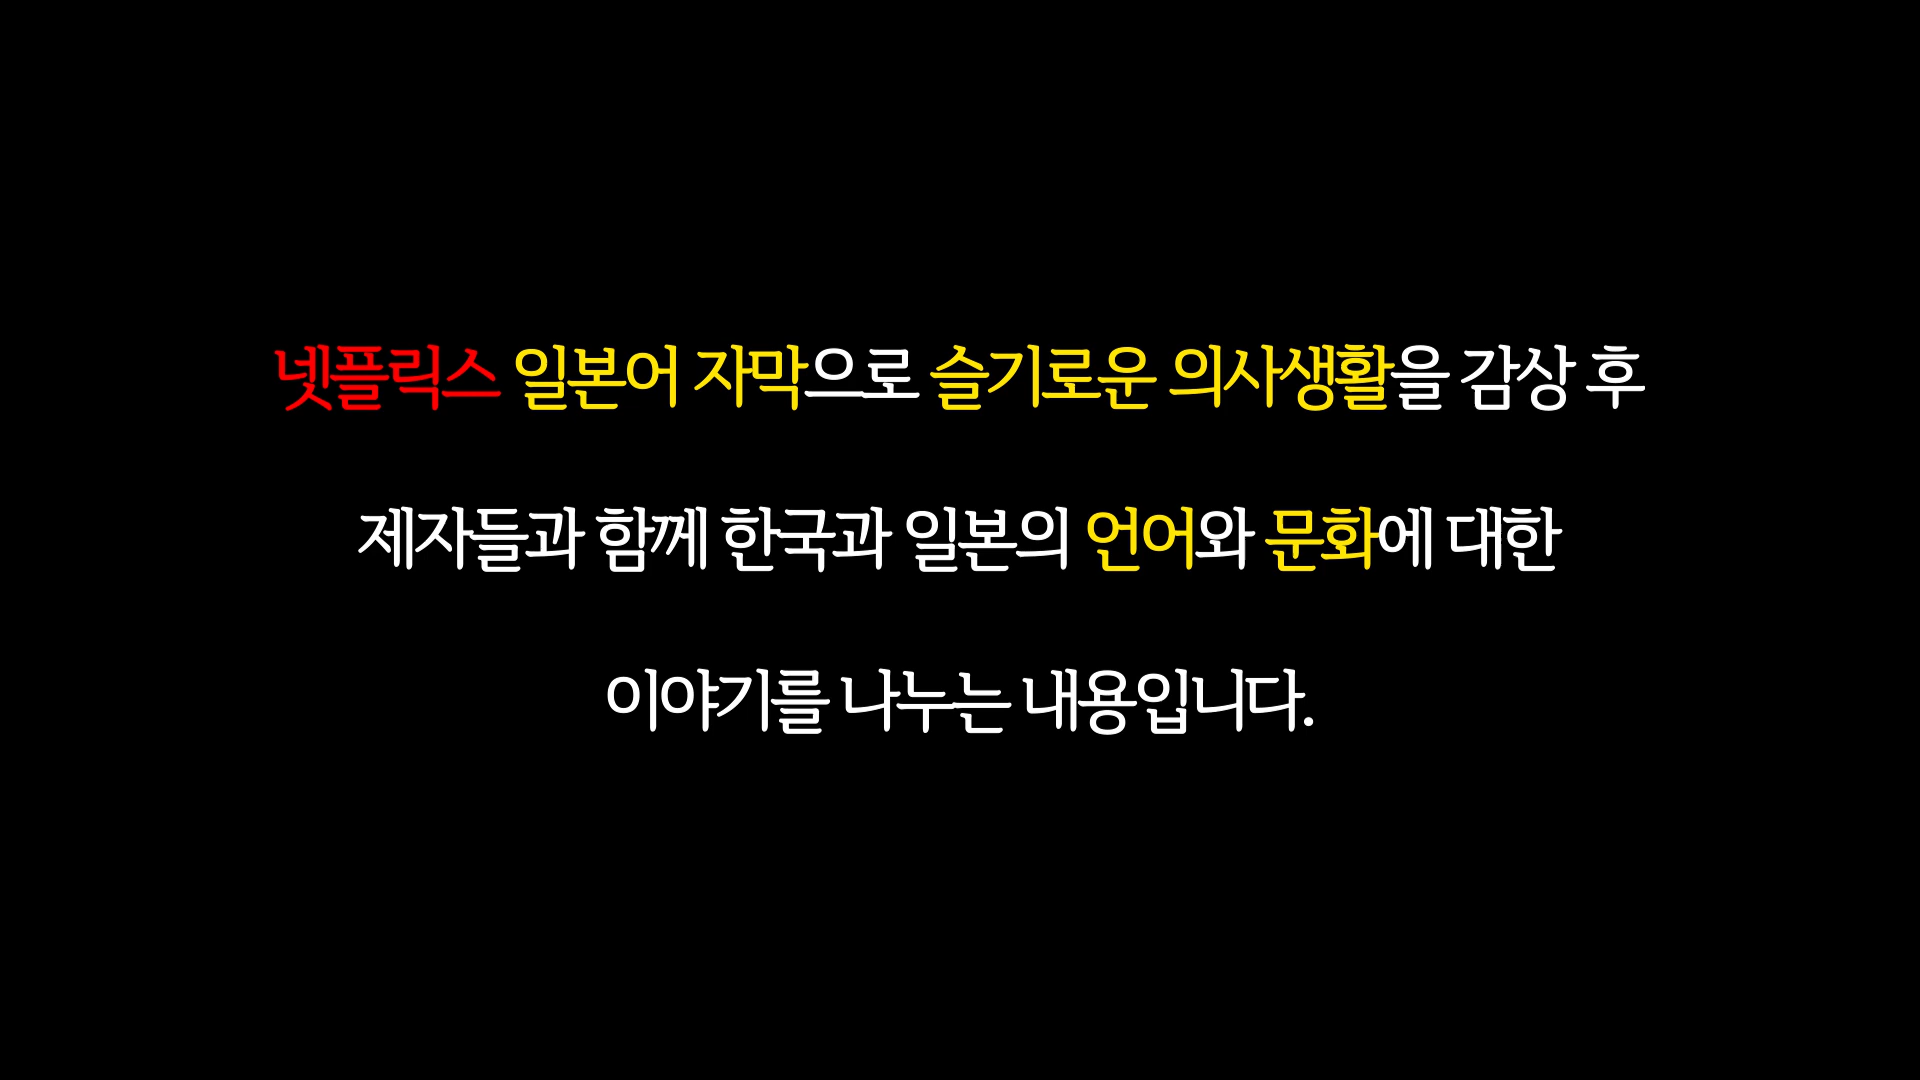 넷플릭스 일본어 자막으로 슬기로운 의사생활을 감상 후
제자들과 함께 한국과 일본의 언어와 문화에 대한
이야기를 나누는 내용입니다.